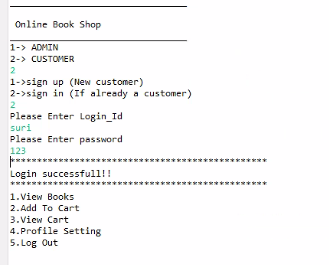 Online Book Shop
1-> ADMIN
2-> CUSTOMER
2
1->sign up (New customer)
2->sign in (If already a customer)
2
Please Enter Login_Id
suri
Please Enter password
123
**************************************************
Login successfull!!
**************************************************
1.View Books
2.Add To Cart
3.View Cart
4.Profile Setting
5.Log Out